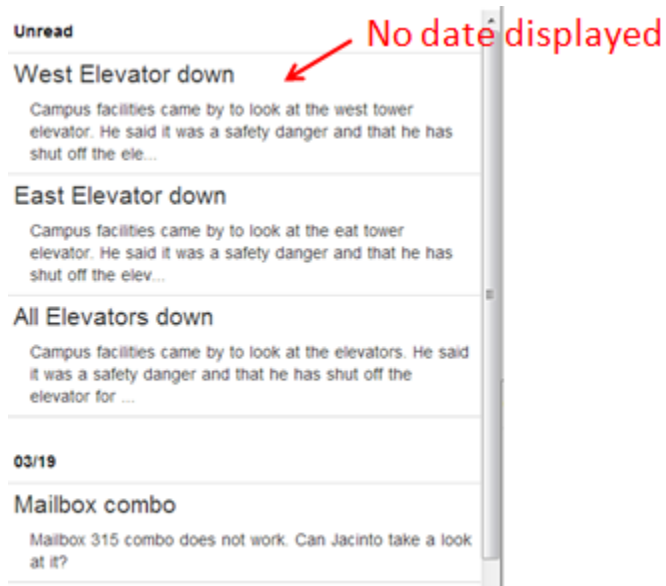 No date displayed
Unread
West Elevator down
Campus facilities came by to look at the west tower
elevator. He said it was a safety danger and that he has
shut off the ele...
East Elevator down
Campus facilities came by to look at the eat tower
elevator. He said it was a safety danger and that he has
shut off the elev...
All Elevators down
Campus facilities came by to look at the elevators. He said
it was a safety danger and that he has shut off the
elevator for ...
03/19
Mailbox combo
Mailbox 315 combo does not work. Can Jacinto take a look
at it?